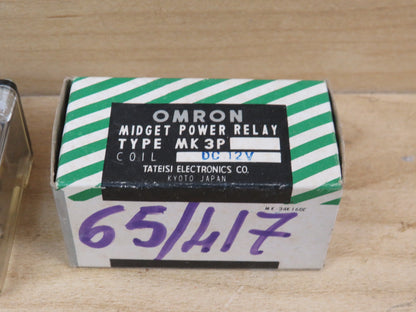 OMRON
MIDGET POWER RELAY
TYPE MK3P
COIL DC 12V
TATEISI ELECTRONICS CO.
KYOTO JAPAN
65/417